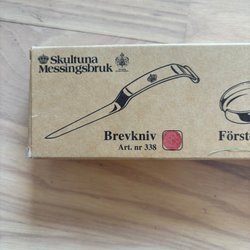 Skultuna
Messingsbruk
Brevkniv
Art. nr 338
Först